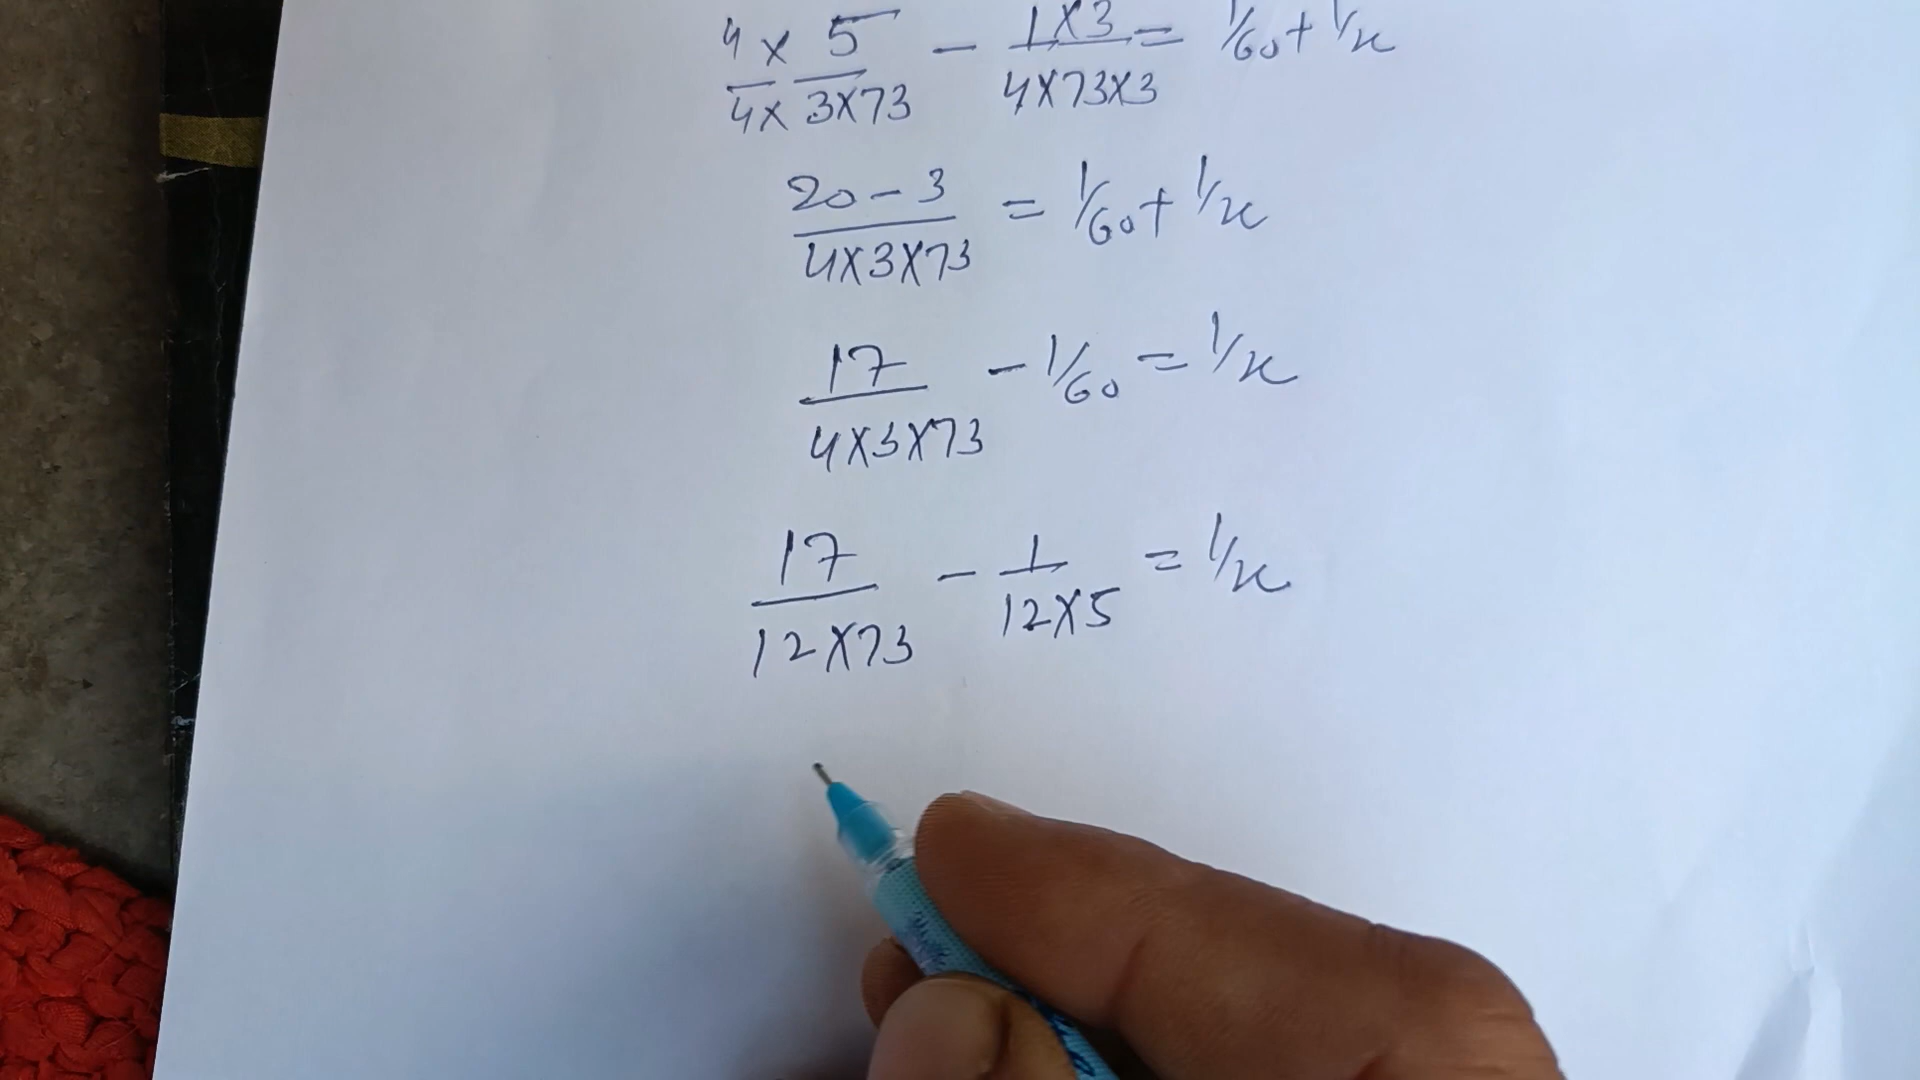 4 × 5 / 4 × 3×73 − 1×3 / 4×73×3 = 1/60 + 1/x
20 − 3 / 4×3×73 = 1/60 + 1/x
17 / 4×3×73 − 1/60 = 1/x
17 / 12×73 − 1 / 12×5 = 1/x